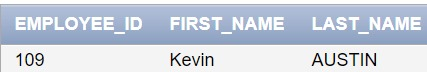 EMPLOYEE_ID FIRST_NAME LAST_NAME
109 Kevin AUSTIN